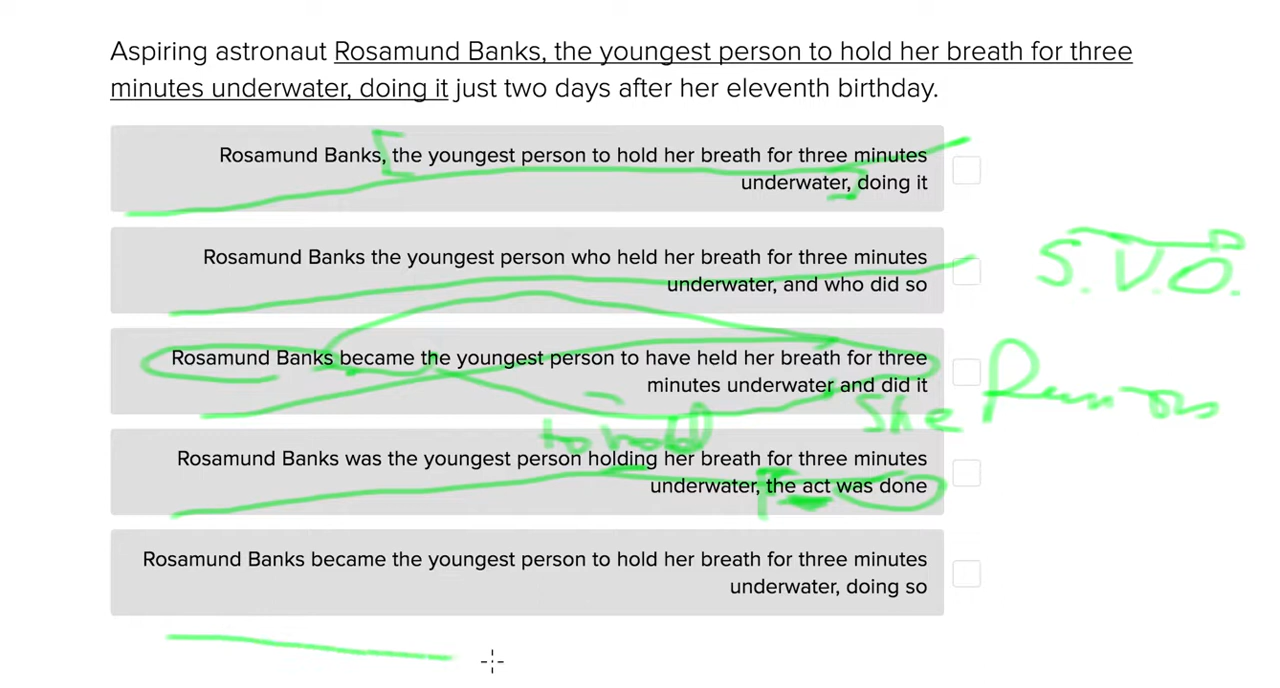 Aspiring astronaut Rosamund Banks, the youngest person to hold her breath for three
minutes underwater, doing it just two days after her eleventh birthday.
Rosamund Banks, the youngest person to hold her breath for three minutes
underwater, doing it
Rosamund Banks the youngest person who held her breath for three minutes
underwater, and who did so
S.V.O.
Rosamund Banks became the youngest person to have held her breath for three
minutes underwater and did it
She
to hold
Rosamund Banks was the youngest person holding her breath for three minutes
underwater, the act was done
Rosamund Banks became the youngest person to hold her breath for three minutes
underwater, doing so